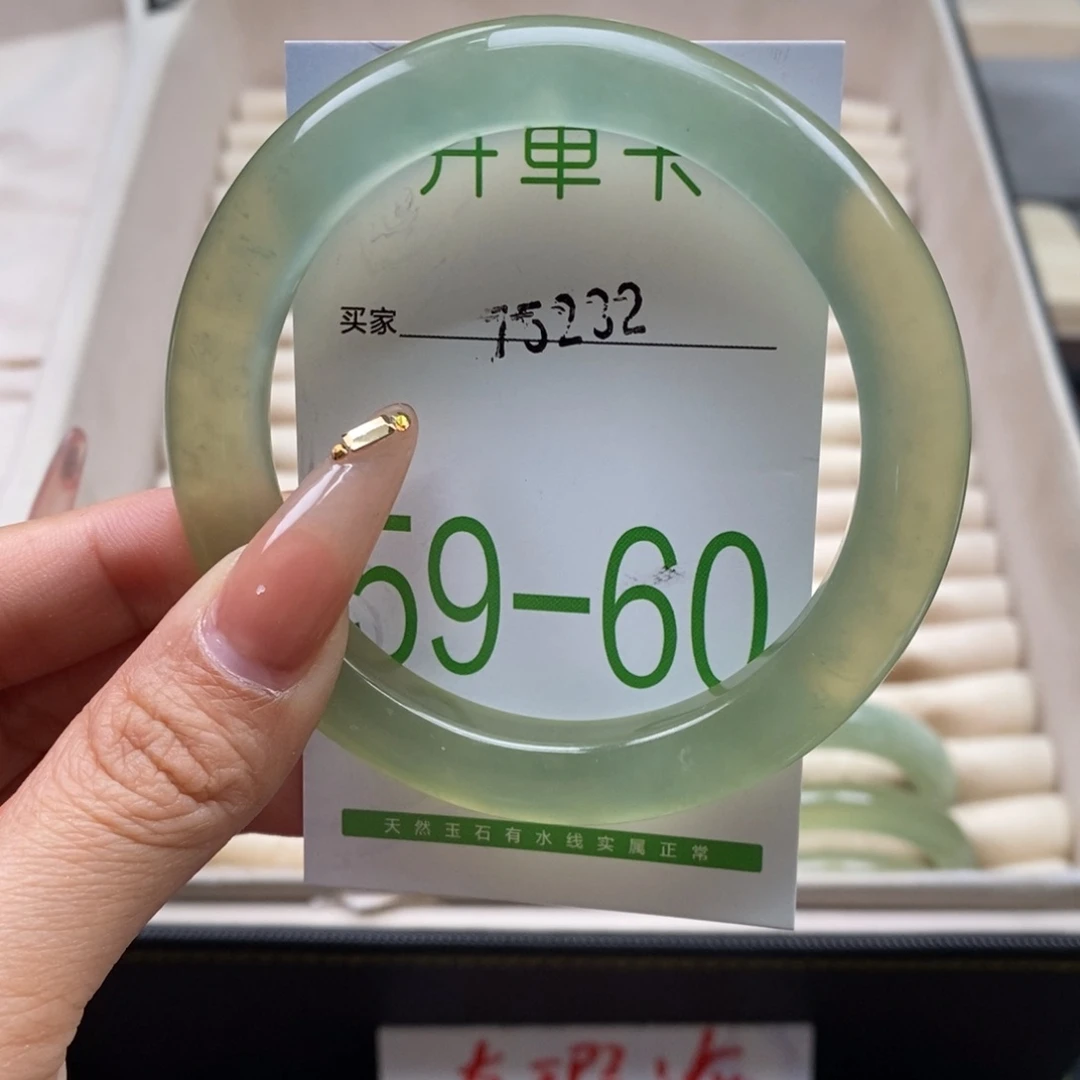 开单卡
买家 75232
59-60
天然玉石有水线实属正常